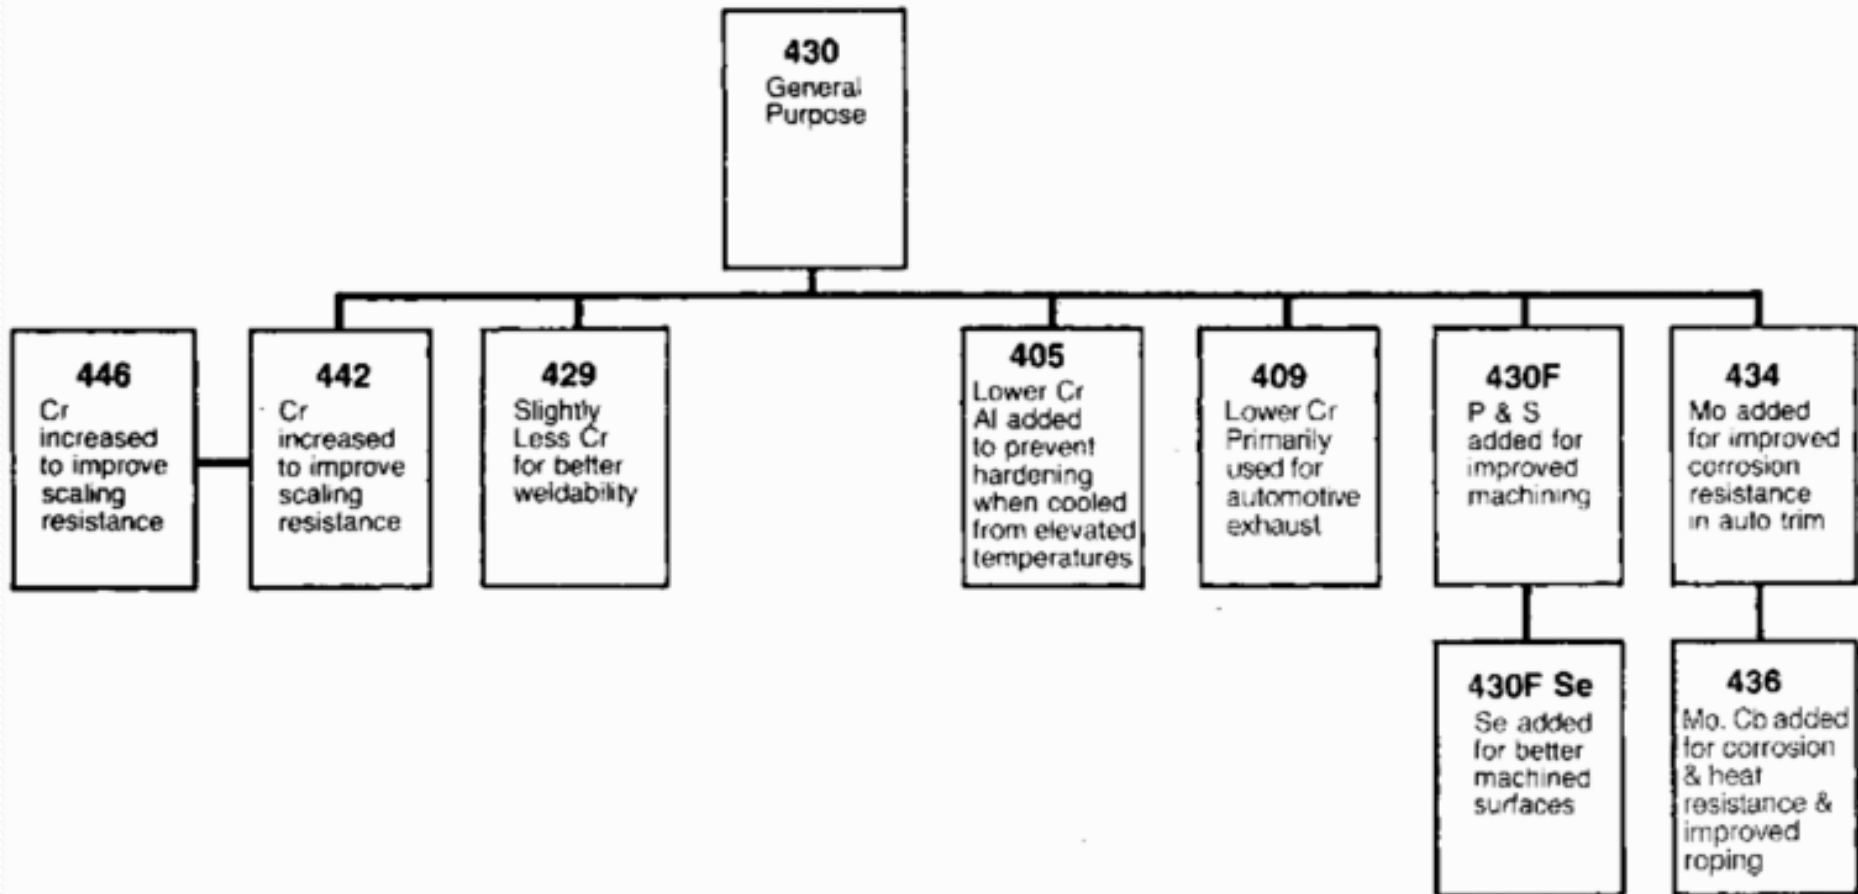 430
General
Purpose
446
Cr
increased
to improve
scaling
resistance
442
Cr
increased
to improve
scaling
resistance
429
Slightly
Less Cr
for better
weldability
405
Lower Cr
Al added
to prevent
hardening
when cooled
from elevated
temperatures
409
Lower Cr
Primarily
used for
automotive
exhaust
430F
P & S
added for
improved
machining
434
Mo added
for improved
corrosion
resistance
in auto trim
430F Se
Se added
for better
machined
surfaces
436
Mo. Cb added
for corrosion
& heat
resistance &
improved
roping